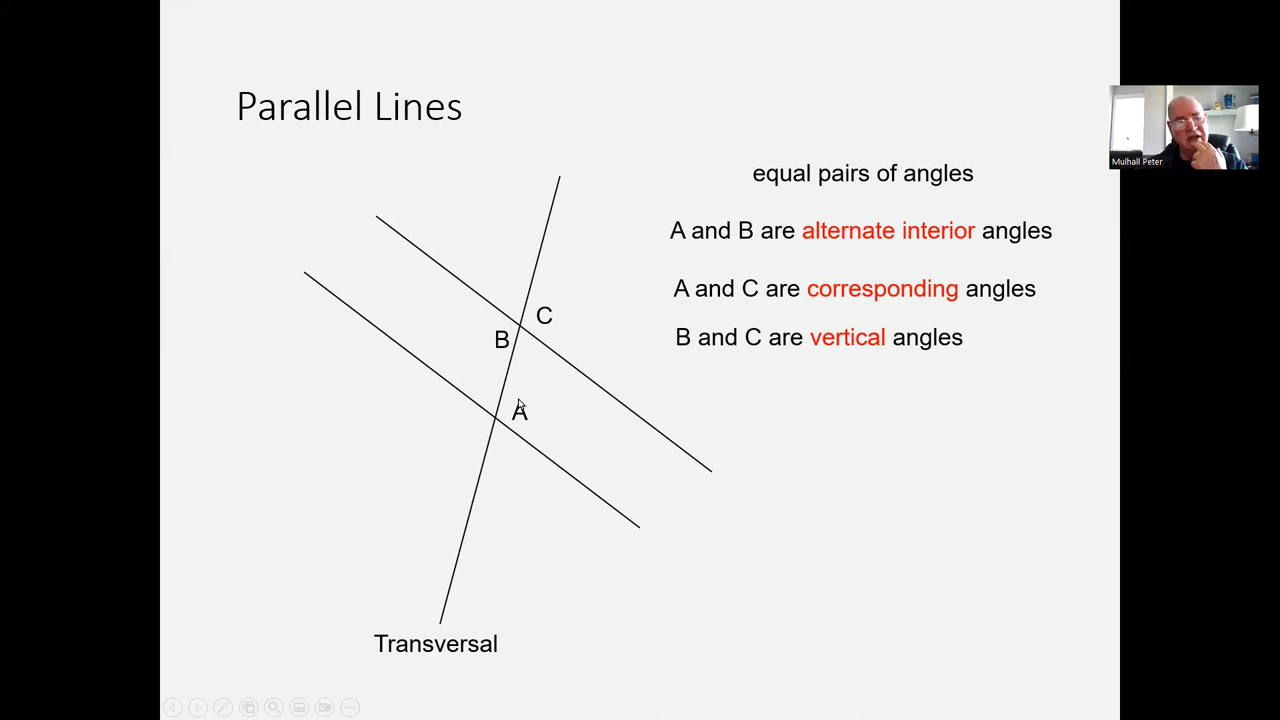 Parallel Lines
Mulhall Peter
equal pairs of angles
A and B are alternate interior angles
A and C are corresponding angles
B and C are vertical angles
C
B
A
Transversal